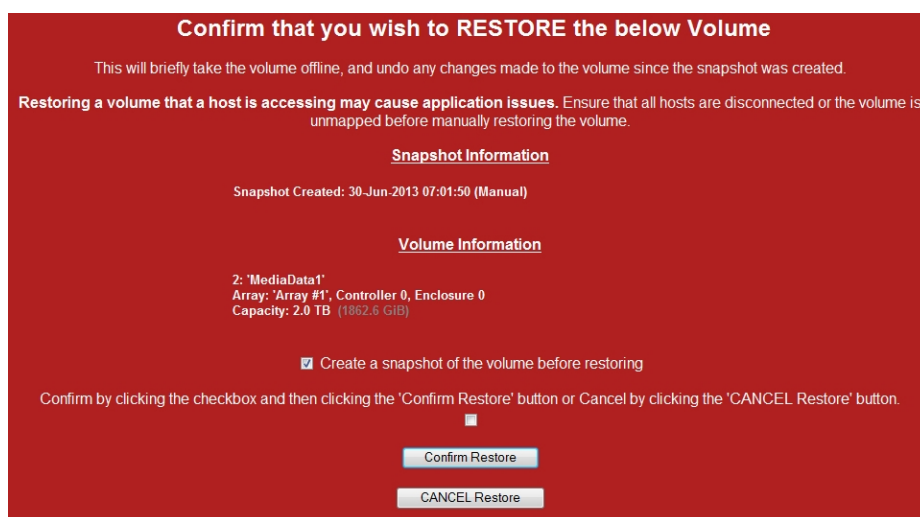 Confirm that you wish to RESTORE the below Volume
This will briefly take the volume offline, and undo any changes made to the volume since the snapshot was created.
Restoring a volume that a host is accessing may cause application issues. Ensure that all hosts are disconnected or the volume is
unmapped before manually restoring the volume.
Snapshot Information
Snapshot Created: 30-Jun-2013 07:01:50 (Manual)
Volume Information
2: 'MediaData1'
Array: 'Array #1', Controller 0, Enclosure 0
Capacity: 2.0 TB (1862.6 GiB)
Create a snapshot of the volume before restoring
Confirm by clicking the checkbox and then clicking the 'Confirm Restore' button or Cancel by clicking the 'CANCEL Restore' button.
Confirm Restore
CANCEL Restore